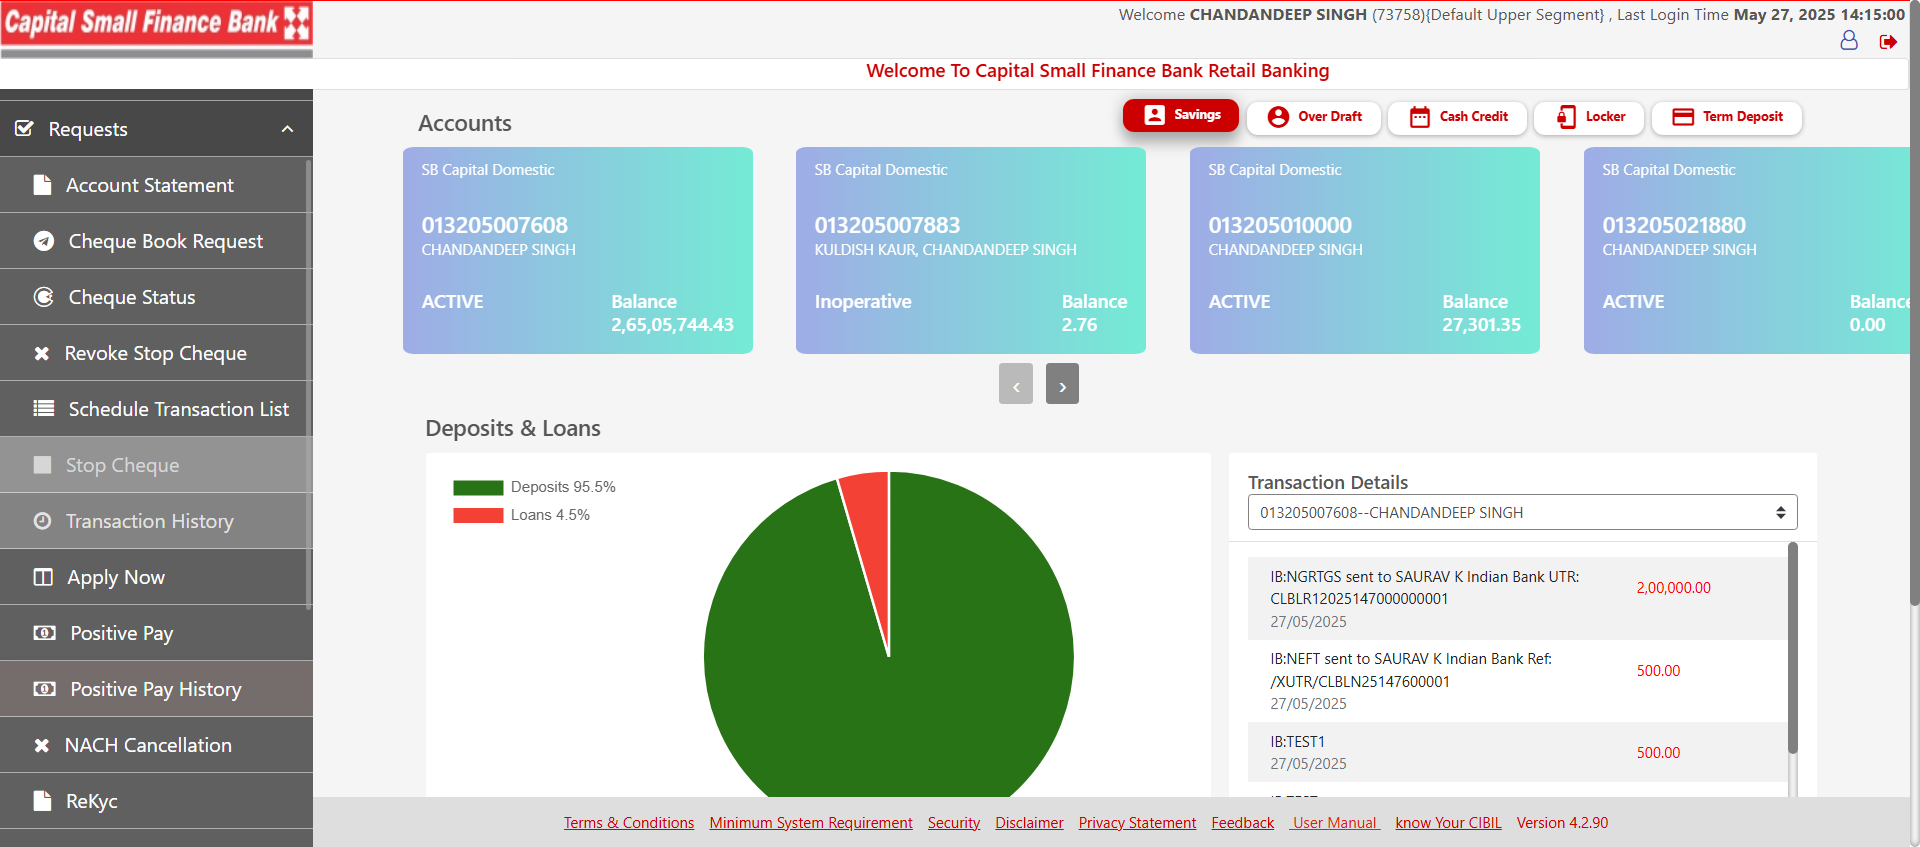 Capital Small Finance Bank
Welcome CHANDANDEEP SINGH (73758){Default Upper Segment} , Last Login Time May 27, 2025 14:15:00
Welcome To Capital Small Finance Bank Retail Banking
Requests
Account Statement
Cheque Book Request
Cheque Status
Revoke Stop Cheque
Schedule Transaction List
Stop Cheque
Transaction History
Apply Now
Positive Pay
Positive Pay History
NACH Cancellation
ReKyc
Accounts
Savings
Over Draft
Cash Credit
Locker
Term Deposit
SB Capital Domestic
013205007608
CHANDANDEEP SINGH
ACTIVE
Balance
2,65,05,744.43
SB Capital Domestic
013205007883
KULDISH KAUR, CHANDANDEEP SINGH
Inoperative
Balance
2.76
SB Capital Domestic
013205010000
CHANDANDEEP SINGH
ACTIVE
Balance
27,301.35
SB Capital Domestic
013205021880
CHANDANDEEP SINGH
ACTIVE
Balance
0.00
Deposits & Loans
Deposits 95.5%
Loans 4.5%
Transaction Details
013205007608--CHANDANDEEP SINGH
IB:NGRTGS sent to SAURAV K Indian Bank UTR:
CLBLR12025147000000001
27/05/2025
2,00,000.00
IB:NEFT sent to SAURAV K Indian Bank Ref:
/XUTR/CLBLN25147600001
27/05/2025
500.00
IB:TEST1
27/05/2025
500.00
Terms & Conditions
Minimum System Requirement
Security
Disclaimer
Privacy Statement
Feedback
User Manual
know Your CIBIL
Version 4.2.90